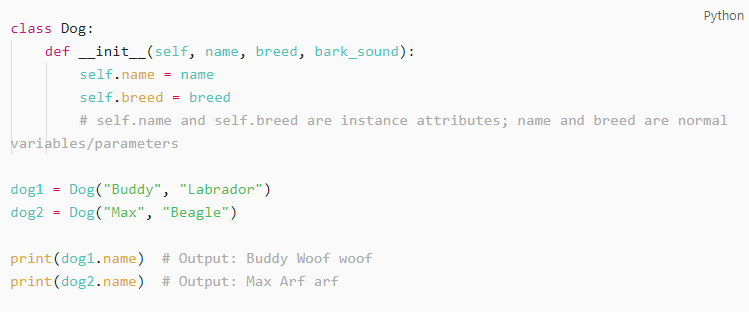 Python
class Dog:
    def __init__(self, name, breed, bark_sound):
        self.name = name
        self.breed = breed
        # self.name and self.breed are instance attributes; name and breed are normal
variables/parameters
dog1 = Dog("Buddy", "Labrador")
dog2 = Dog("Max", "Beagle")
print(dog1.name)  # Output: Buddy Woof woof
print(dog2.name)  # Output: Max Arf arf